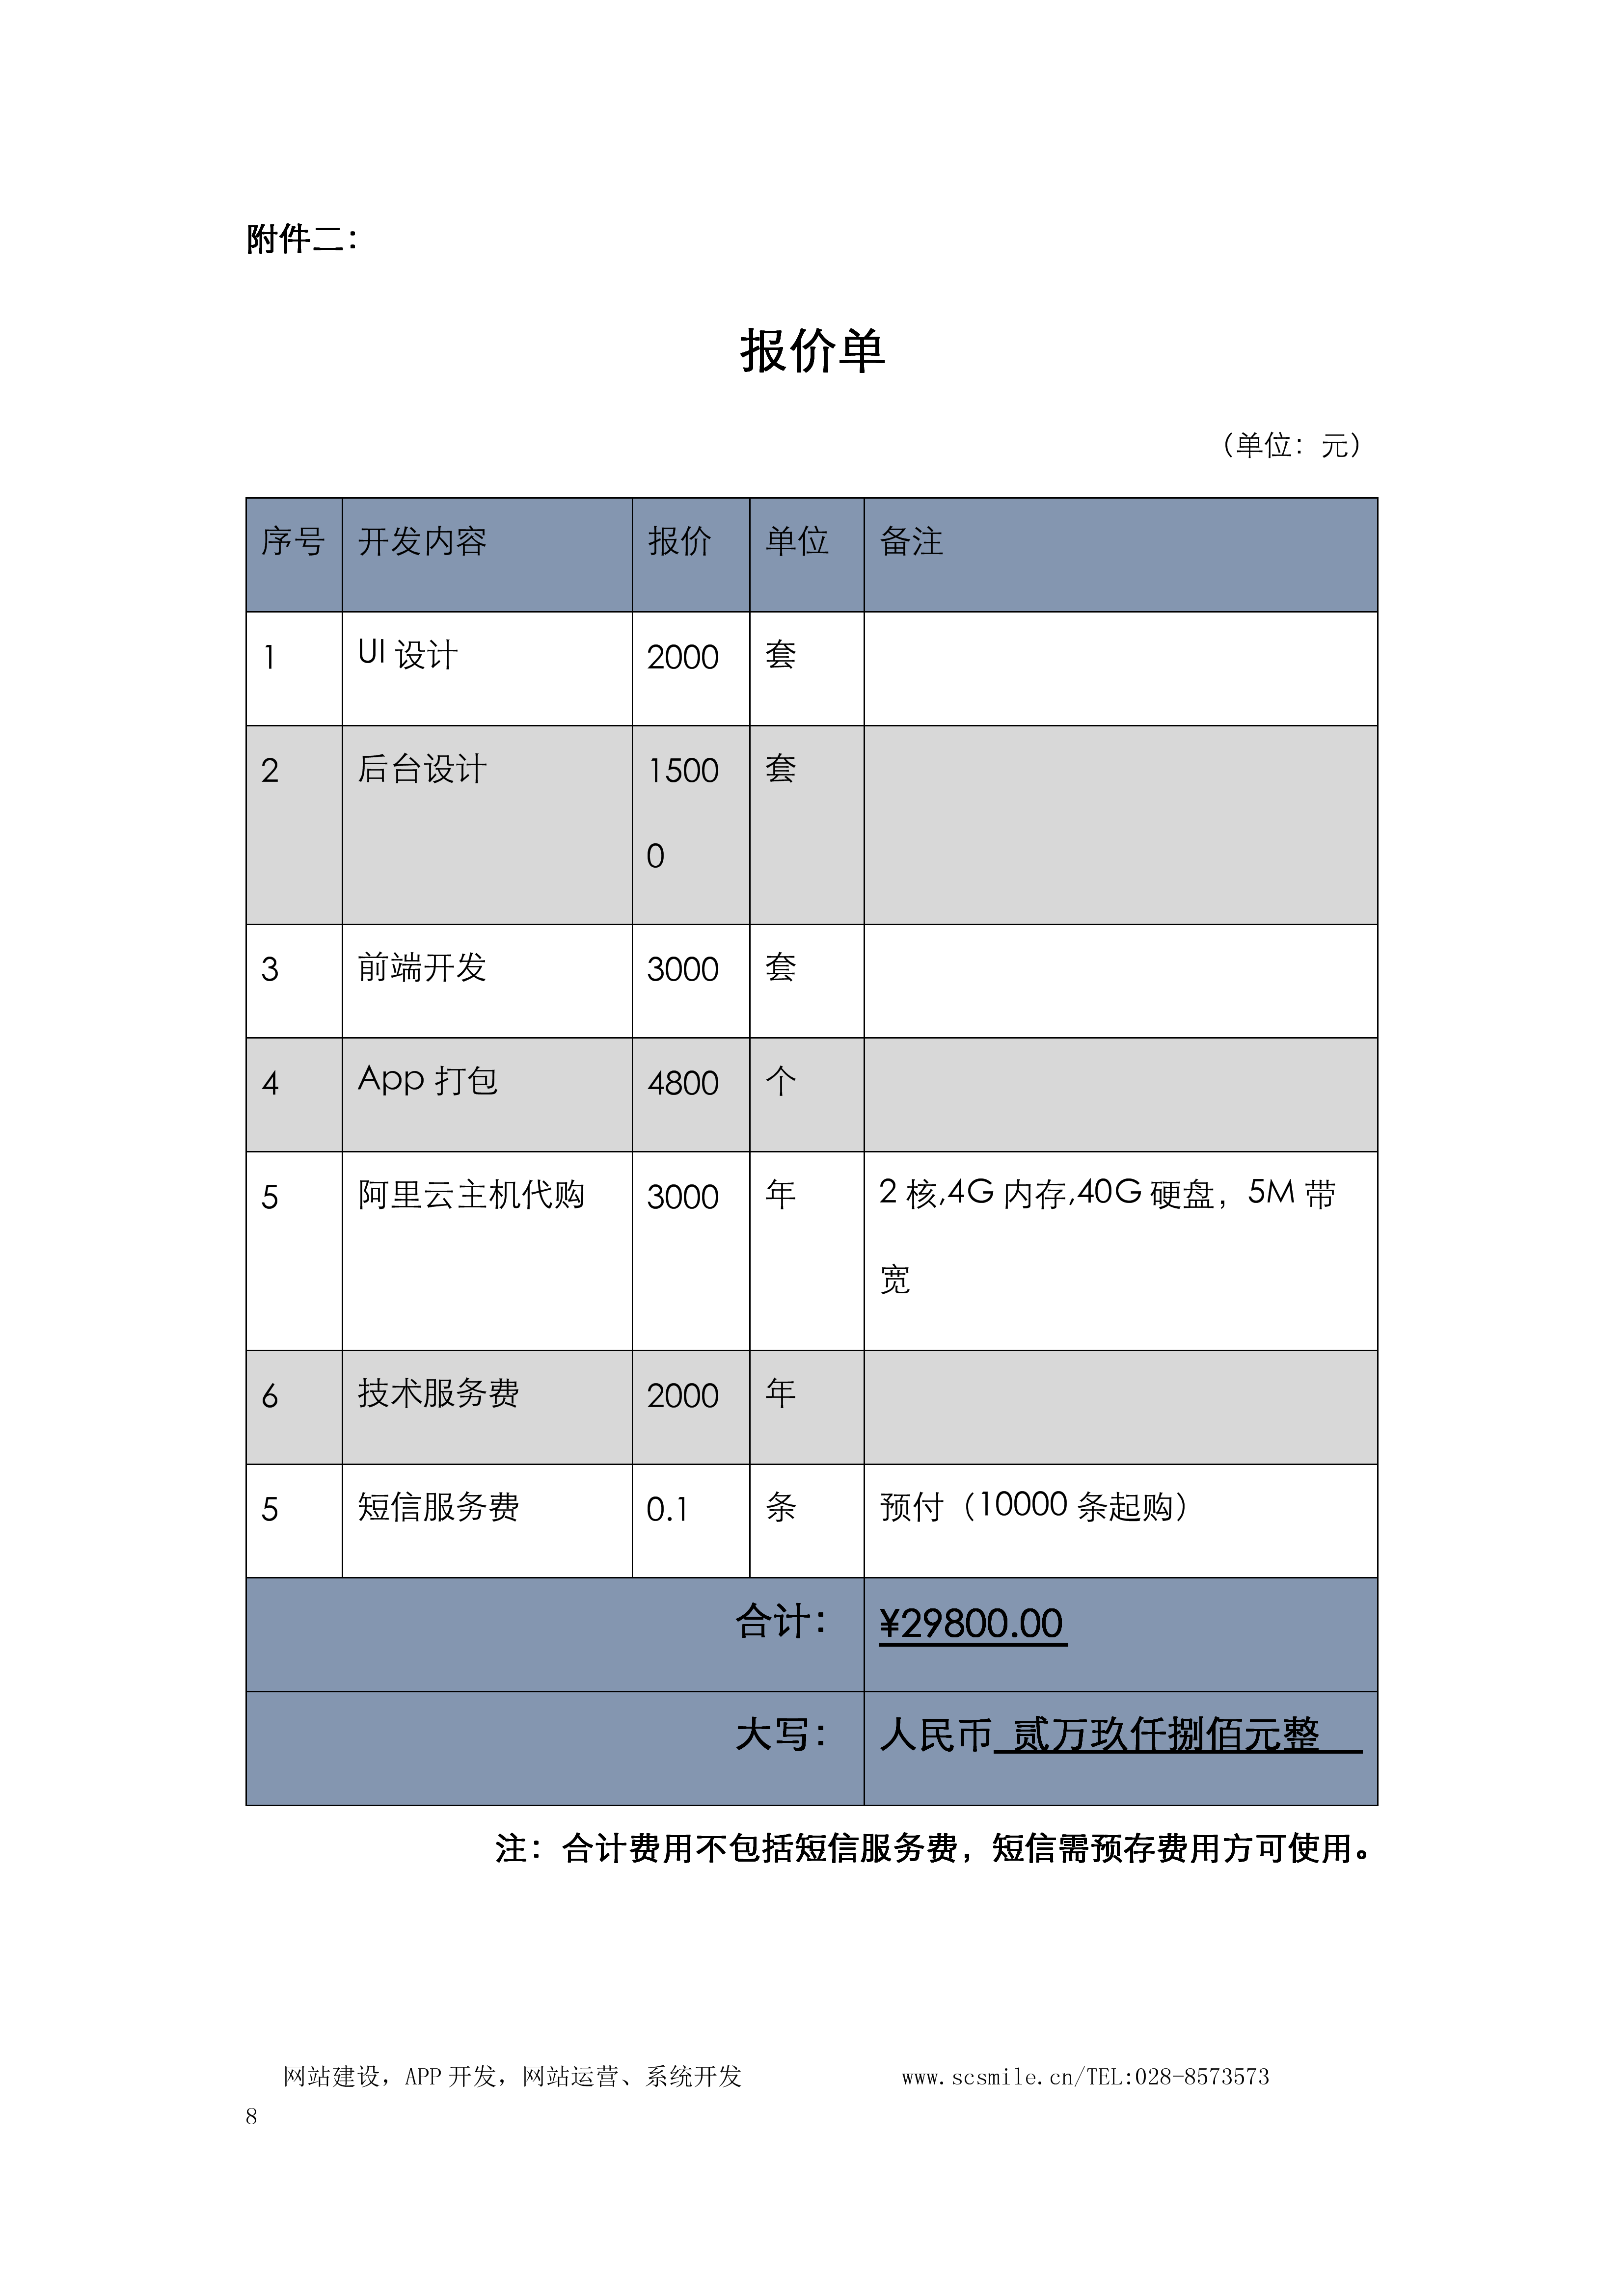 附件二：
报价单
（单位：元）
序号 开发内容 报价 单位 备注
1 UI 设计 2000 套
2 后台设计 1500 套
0
3 前端开发 3000 套
4 App 打包 4800 个
5 阿里云主机代购 3000 年 2 核,4G 内存,40G 硬盘，5M 带
宽
6 技术服务费 2000 年
5 短信服务费 0.1 条 预付（10000 条起购）
合计： ¥29800.00
大写： 人民币 贰万玖仟捌佰元整
注：合计费用不包括短信服务费，短信需预存费用方可使用。
网站建设，APP 开发，网站运营、系统开发 www.scsmile.cn/TEL:028-8573573
8